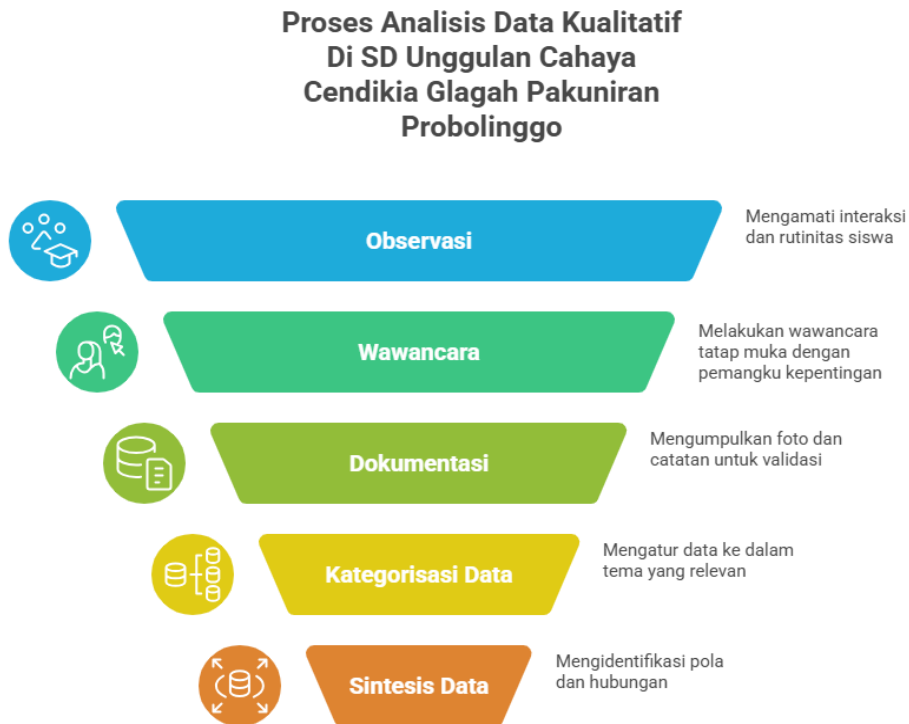 Proses Analisis Data Kualitatif
Di SD Unggulan Cahaya
Cendikia Glagah Pakuniran
Probolinggo
Observasi
Mengamati interaksi
dan rutinitas siswa
Wawancara
Melakukan wawancara
tatap muka dengan
pemangku kepentingan
Dokumentasi
Mengumpulkan foto dan
catatan untuk validasi
Kategorisasi Data
Mengatur data ke dalam
tema yang relevan
Sintesis Data
Mengidentifikasi pola
dan hubungan